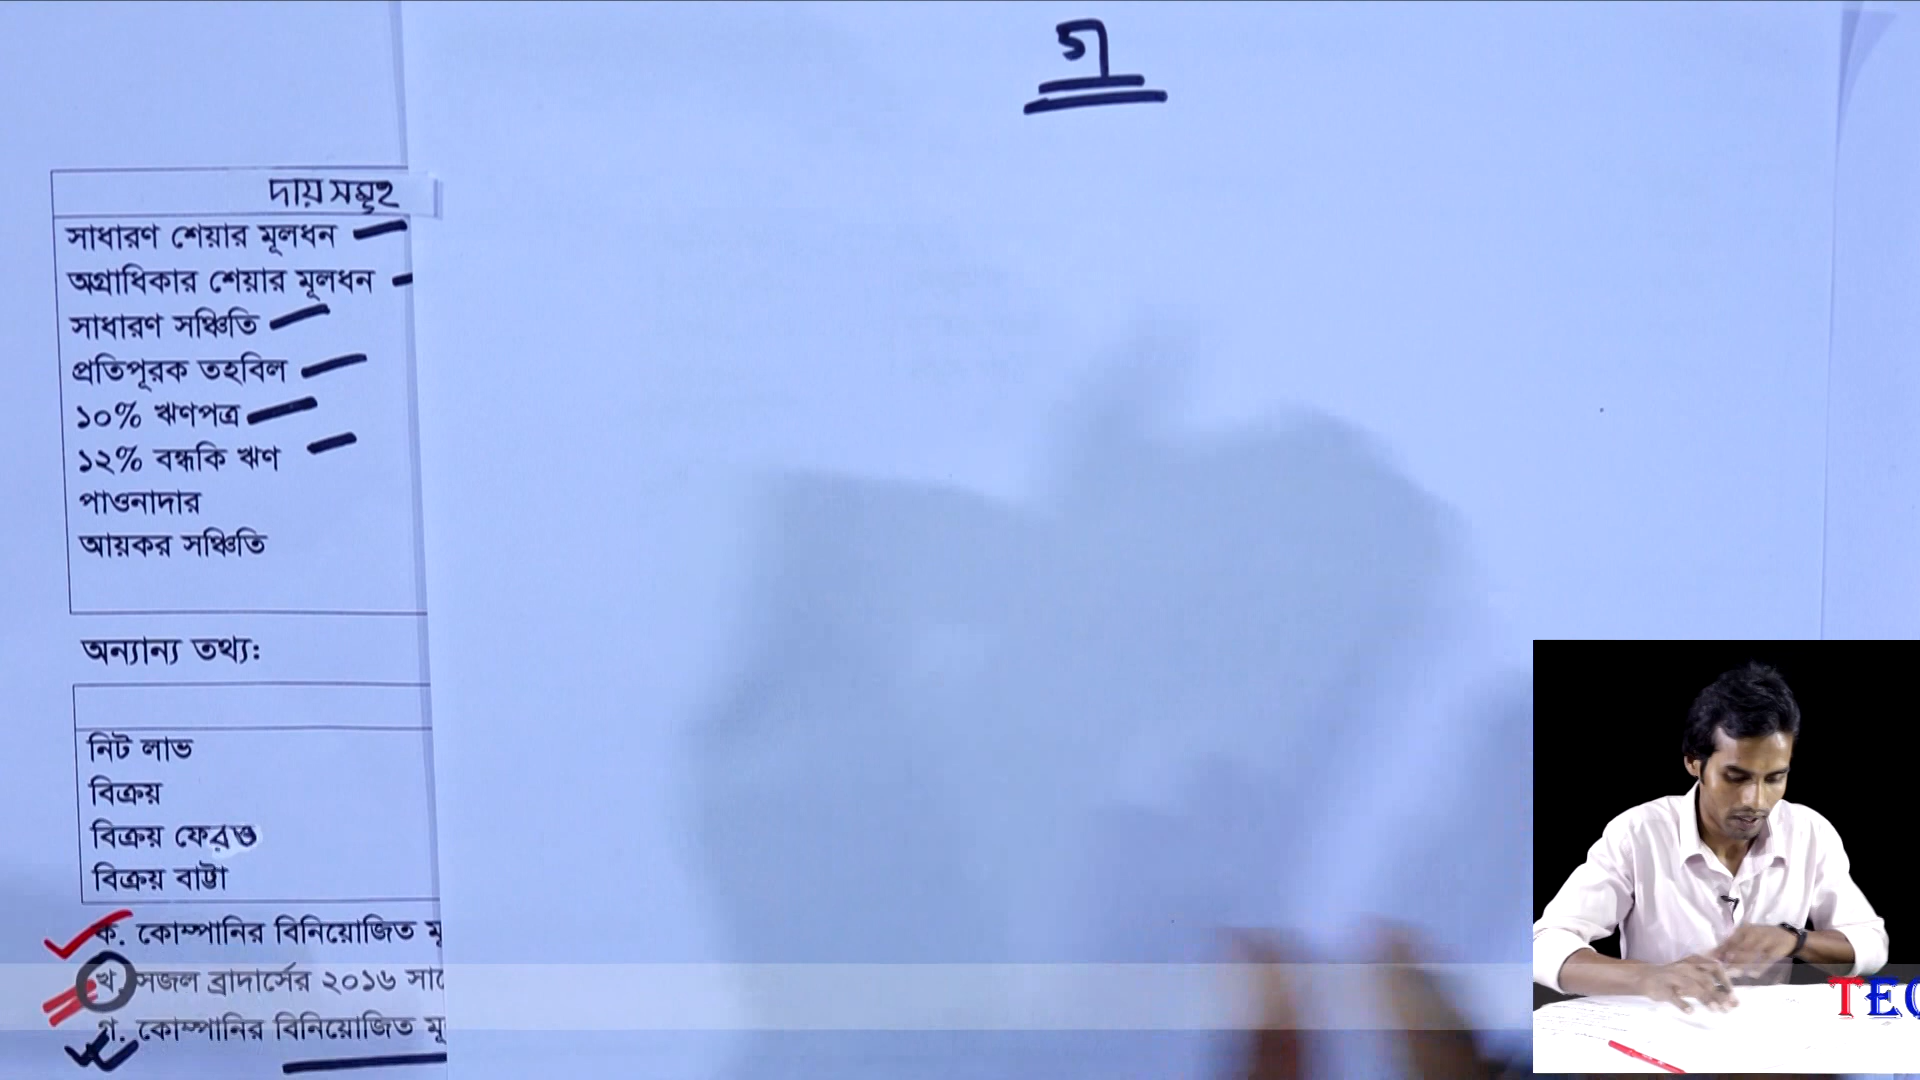 গ
দায় সমূহ
সাধারণ শেয়ার মূলধন
অগ্রাধিকার শেয়ার মূলধন
সাধারণ সঞ্চিতি
প্রতিপূরক তহবিল
১০% ঋণপত্র
১২% বন্ধকি ঋণ
পাওনাদার
আয়কর সঞ্চিতি
অন্যান্য তথ্যঃ
নিট লাভ
বিক্রয়
বিক্রয় ফেরত
বিক্রয় বাট্টা
ক. কোম্পানির বিনিয়োজিত মূ
খ. সজল ব্রাদার্সের ২০১৬ সালে
গ. কোম্পানির বিনিয়োজিত মূ
TEC